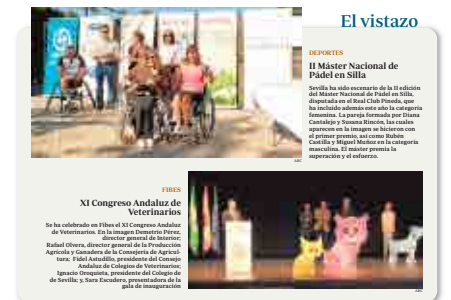 El vistazo
DEPORTES
II Máster Nacional de
Pádel en Silla
Sevilla ha sido escenario de la II edición
del Máster Nacional de Pádel en Silla,
disputada en el Real Club Pineda, que
ha incluido además este año la categoría
femenina. La pareja formada por Diana
Cantalejo y Susana Rincón, las cuales
aparecen en la imagen se hicieron con
el primer premio, así como Rubén
Castilla y Miguel Muñoz en la categoría
masculina. El máster premia la
superación y el esfuerzo.
ABC
FIBES
XI Congreso Andaluz de
Veterinarios
Se ha celebrado en Fibes el XI Congreso Andaluz
de Veterinarios. En la imagen Demetrio Pérez,
director general de Interior;
Rafael Olvera, director general de la Producción
Agrícola y Ganadera de la Consejería de Agricul-
tura; Fidel Astudillo, presidente del Consejo
Andaluz de Colegios de Veterinarios;
Ignacio Oroquieta, presidente del Colegio de
de Sevilla; y, Sara Escudero, presentadora de la
gala de inauguración
ABC